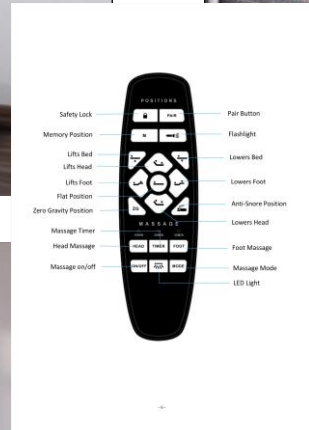 POSITIONS
Safety Lock
PAIR
Pair Button
Memory Position
M
Flashlight
Lifts Bed
Lowers Bed
Lifts Head
Lifts Foot
Lowers Foot
Flat Position
Anti-Snore Position
Zero Gravity Position
ZG
Lowers Head
MASSAGE
Massage Timer
Head Massage
HEAD
TIMER
FOOT
Foot Massage
Massage on/off
ON/OFF
MODE
Massage Mode
LED Light